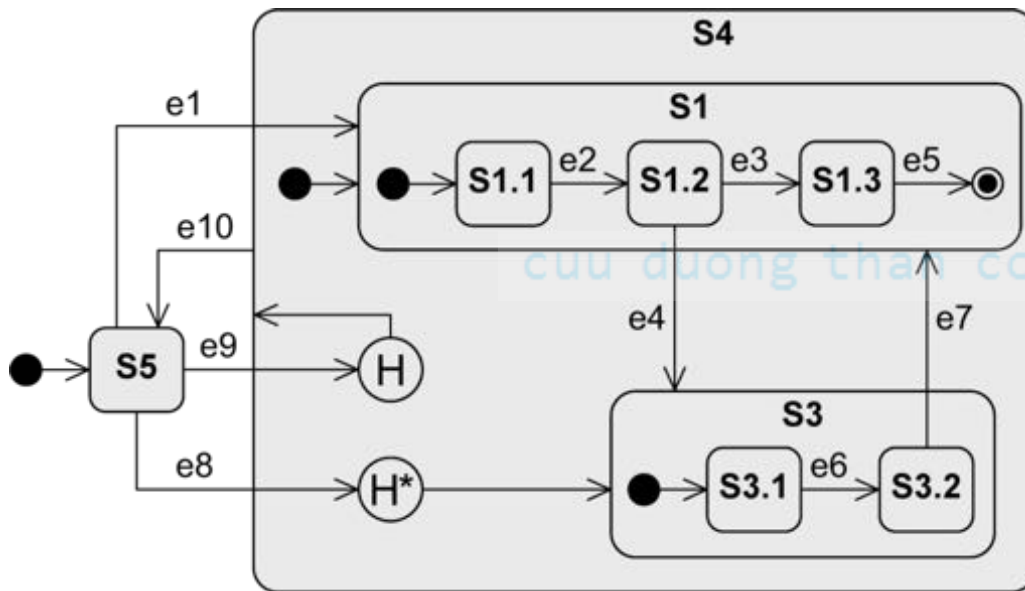 S4
e1
S1
S1.1
e2
S1.2
e3
S1.3
e5
e10
cuu duong than co
e4
e7
S5
e9
H
S3
e8
H*
S3.1
e6
S3.2